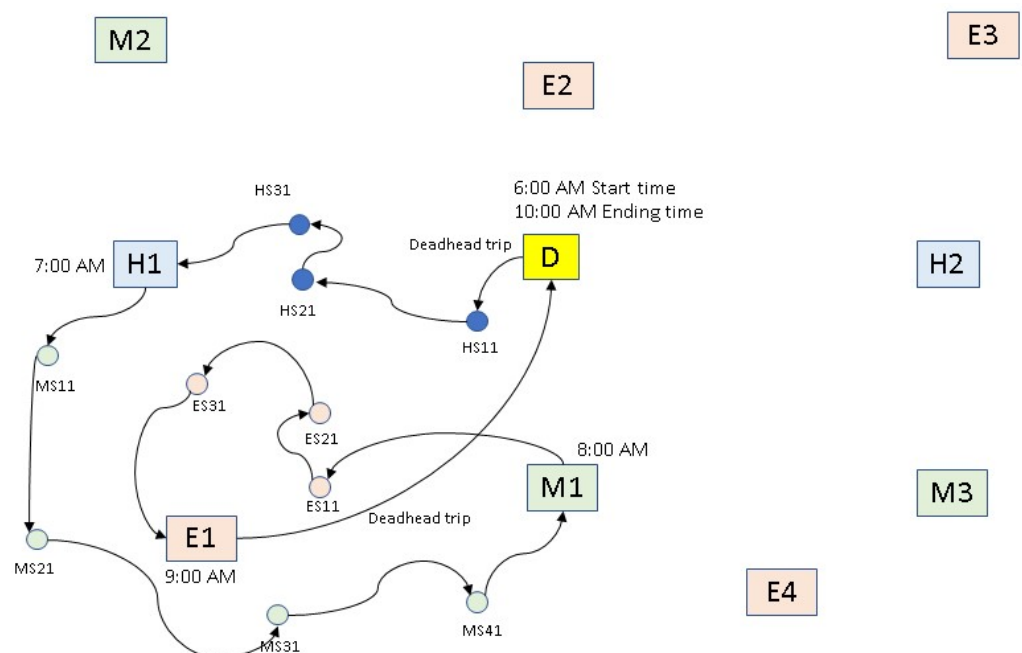 M2
E3
E2
HS31
6:00 AM Start time
10:00 AM Ending time
Deadhead trip
D
7:00 AM
H1
H2
HS21
HS11
MS11
ES31
ES21
8:00 AM
M1
ES11
M3
Deadhead trip
E1
MS21
9:00 AM
E4
MS41
MS31